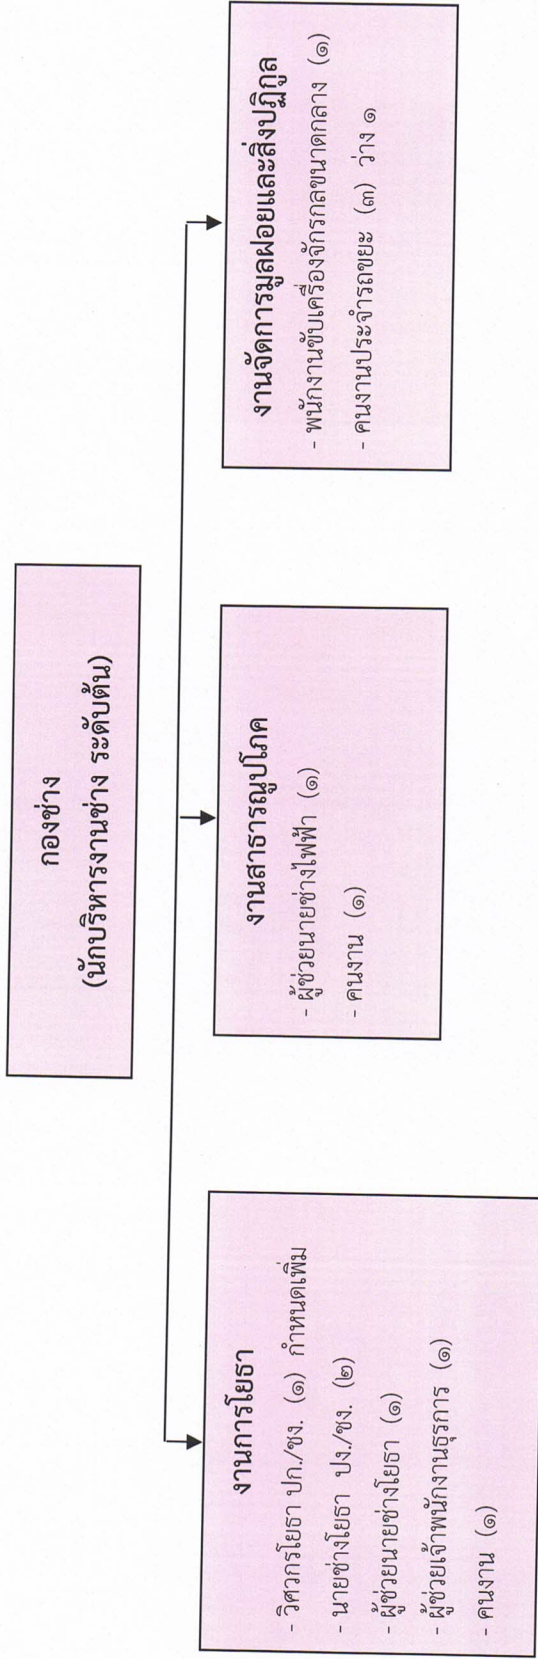 กองช่าง
(นักบริหารงานช่าง ระดับต้น)
งานการโยธา
- วิศวกรโยธา ปก./ชง. (๑) กำหนดเพิ่ม
- นายช่างโยธา ปง./ชง. (๒)
- ผู้ช่วยนายช่างโยธา (๑)
- ผู้ช่วยเจ้าพนักงานธุรการ (๑)
- คนงาน (๑)
งานสาธารณูปโภค
- ผู้ช่วยนายช่างไฟฟ้า (๑)
- คนงาน (๑)
งานจัดการมูลฝอยและสิ่งปฏิกูล
- พนักงานขับเครื่องจักรกลขนาดกลาง (๑)
- คนงานประจำรถขยะ (๓) ว่าง ๑